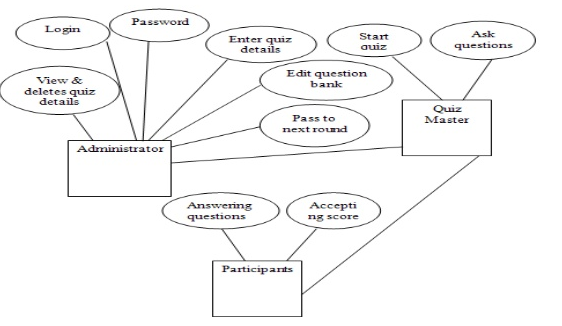 Login
Password
Enter quiz
details
Start
quiz
Ask
questions
View &
deletes quiz
details
Edit question
bank
Pass to
next round
Quiz
Master
Administrator
Answering
questions
Accepti
ng score
Participants